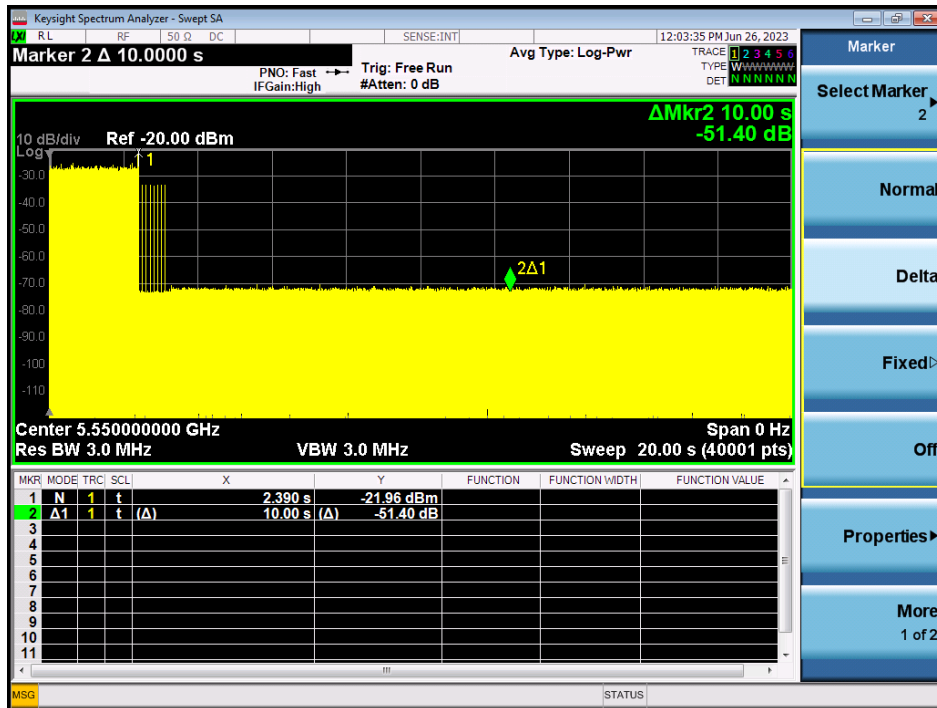 Keysight Spectrum Analyzer - Swept SA
LXI RL RF 50 Ω DC SENSE:INT 12:03:35 PM Jun 26, 2023
Marker 2 Δ 10.0000 s
PNO: Fast
IFGain:High
Trig: Free Run
#Atten: 0 dB
Avg Type: Log-Pwr
TRACE 1 2 3 4 5 6
TYPE WWWWWWW
DET N N N N N N
ΔMkr2 10.00 s
-51.40 dB
10 dB/div Ref -20.00 dBm
Log
1
-30.0
-40.0
-50.0
-60.0
2Δ1
-70.0
-80.0
-90.0
-100
-110
Center 5.550000000 GHz Span 0 Hz
Res BW 3.0 MHz VBW 3.0 MHz Sweep 20.00 s (40001 pts)
MKR MODE TRC SCL X Y FUNCTION FUNCTION WIDTH FUNCTION VALUE
1 N 1 t 2.390 s -21.96 dBm
2 Δ1 1 t (Δ) 10.00 s (Δ) -51.40 dB
3
4
5
6
7
8
9
10
11
MSG STATUS
Marker
Select Marker
2
Normal
Delta
Fixed
Off
Properties
More
1 of 2